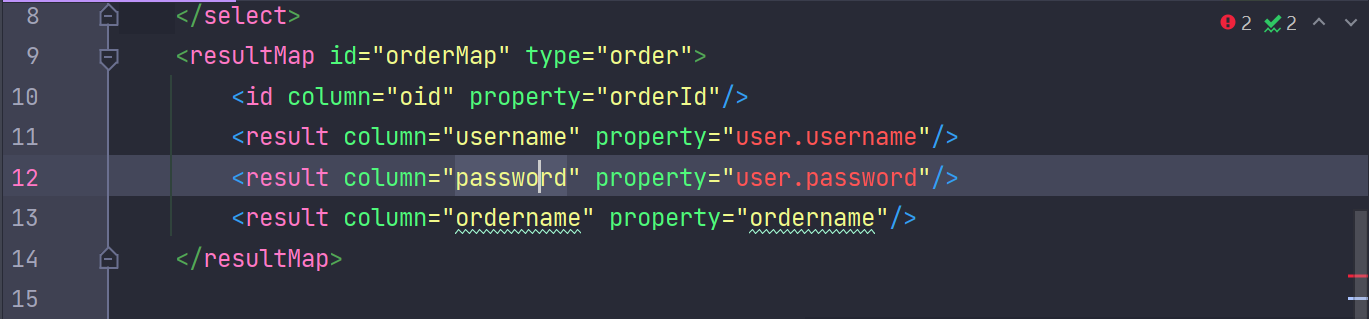 8 </select> 2 2
9 <resultMap id="orderMap" type="order">
10 <id column="oid" property="orderId"/>
11 <result column="username" property="user.username"/>
12 <result column="password" property="user.password"/>
13 <result column="ordername" property="ordername"/>
14 </resultMap>
15